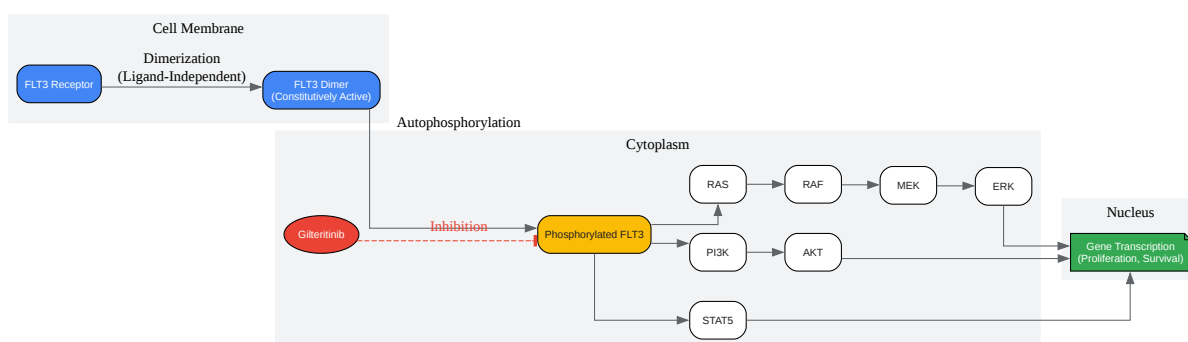 Cell Membrane
Dimerization
(Ligand-Independent)
FLT3 Receptor
FLT3 Dimer
(Constitutively Active)
Autophosphorylation
Cytoplasm
RAS
RAF
MEK
ERK
Nucleus
Gilteritinib
Inhibition
Phosphorylated FLT3
PI3K
AKT
Gene Transcription
(Proliferation, Survival)
STAT5